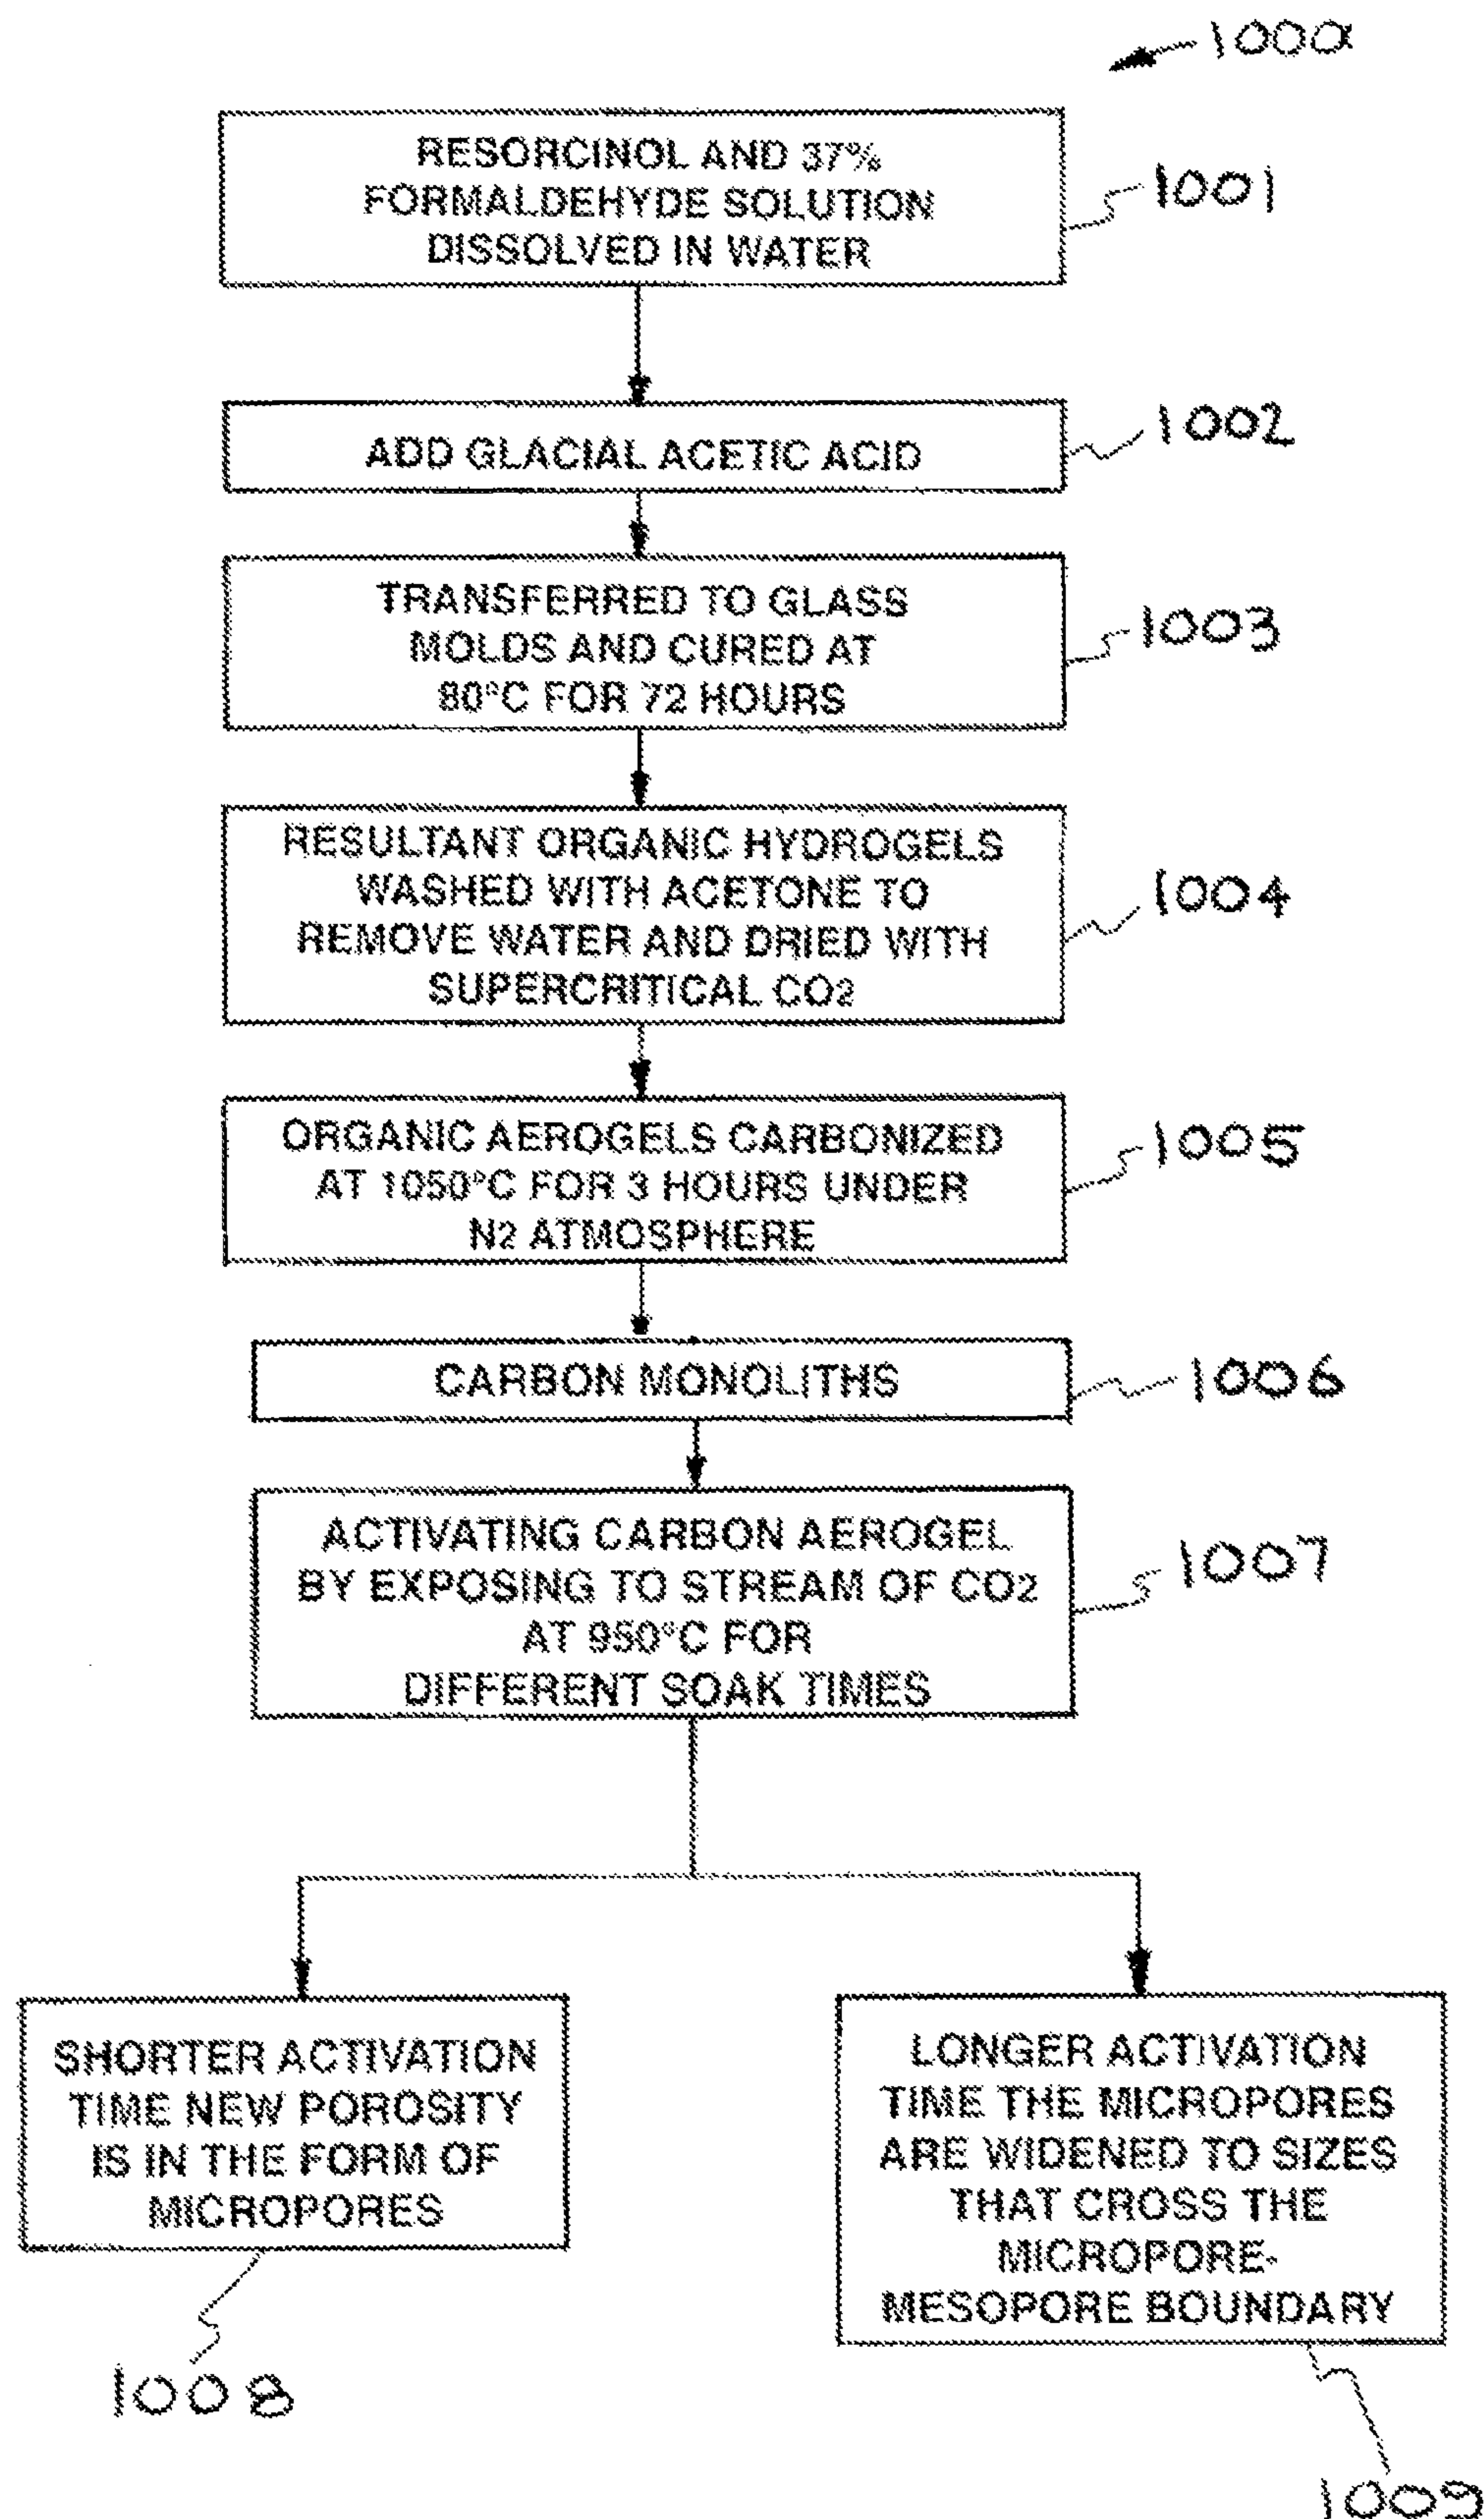 1000
RESORCINOL AND 37%
FORMALDEHYDE SOLUTION
DISSOLVED IN WATER
1001
ADD GLACIAL ACETIC ACID
1002
TRANSFERRED TO GLASS
MOLDS AND CURED AT
80°C FOR 72 HOURS
1003
RESULTANT ORGANIC HYDROGELS
WASHED WITH ACETONE TO
REMOVE WATER AND DRIED WITH
SUPERCRITICAL CO2
1004
ORGANIC AEROGELS CARBONIZED
AT 1050°C FOR 3 HOURS UNDER
N2 ATMOSPHERE
1005
CARBON MONOLITHS
1006
ACTIVATING CARBON AEROGEL
BY EXPOSING TO STREAM OF CO2
AT 950°C FOR
DIFFERENT SOAK TIMES
1007
SHORTER ACTIVATION
TIME NEW POROSITY
IS IN THE FORM OF
MICROPORES
1008
LONGER ACTIVATION
TIME THE MICROPORES
ARE WIDENED TO SIZES
THAT CROSS THE
MICROPORE-
MESOPORE BOUNDARY
1009